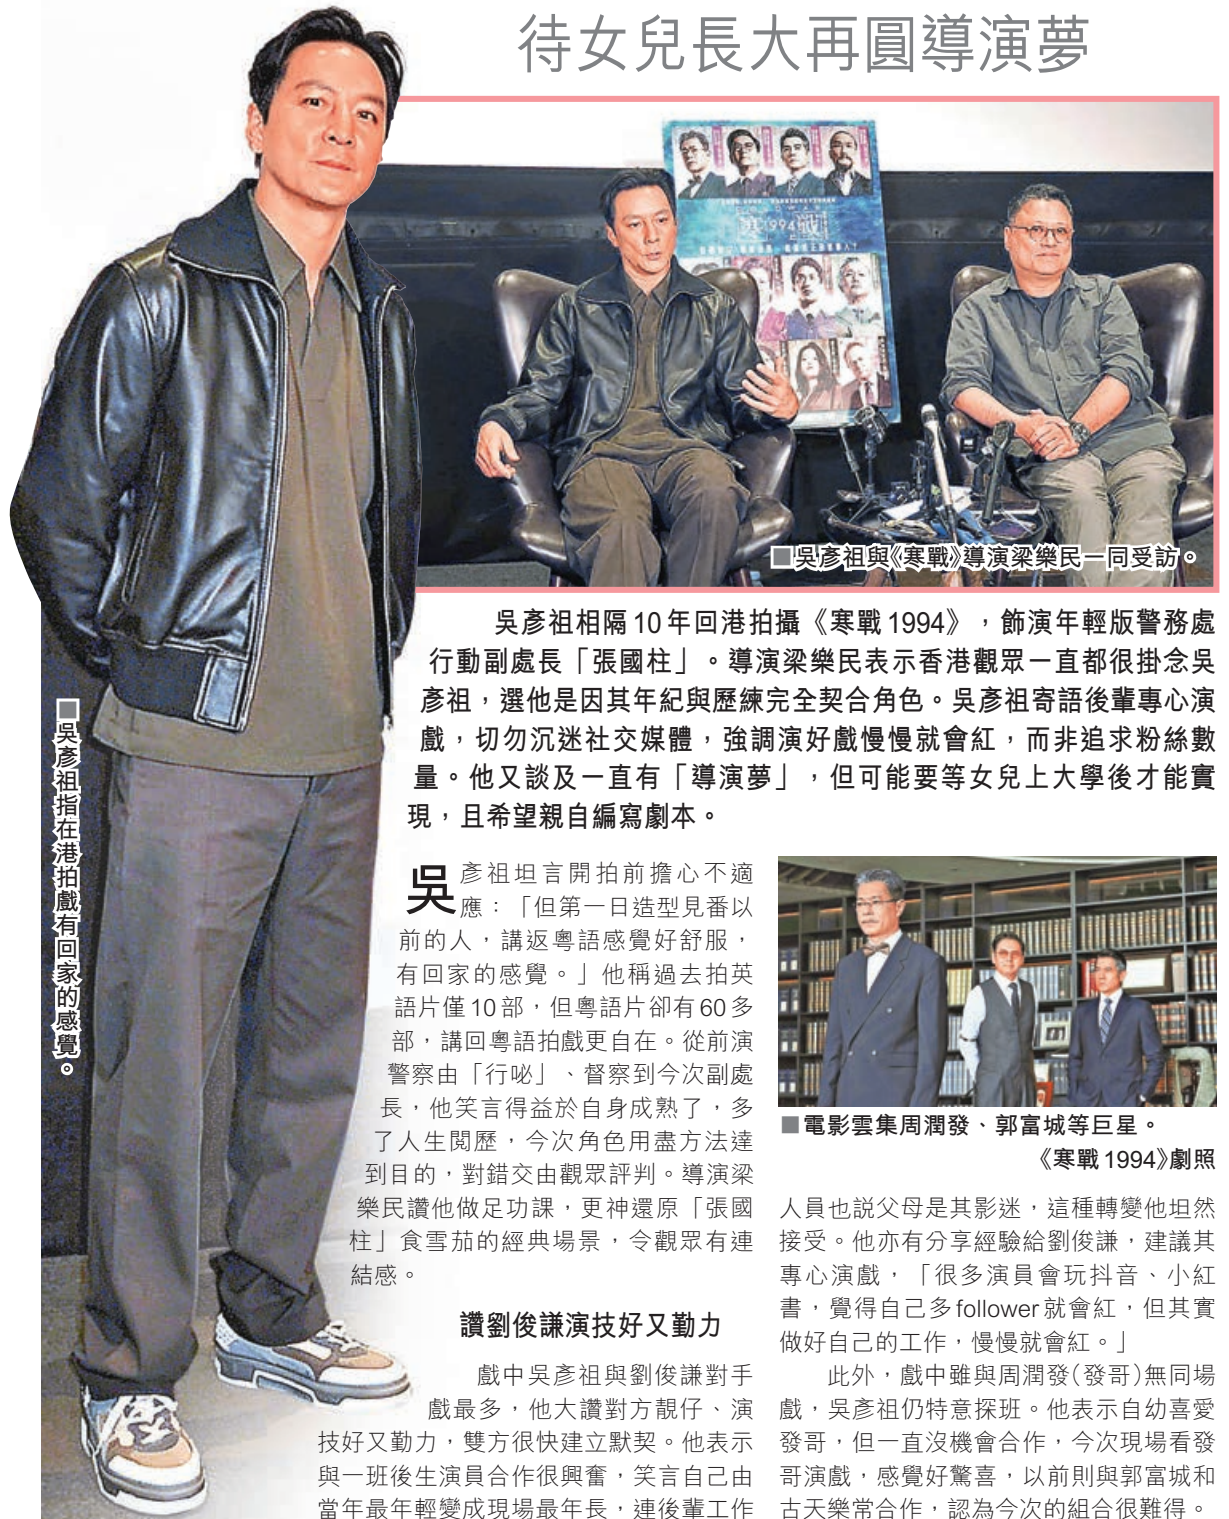 待女兒長大再圓導演夢
寒戰1994
■吳彥祖與《寒戰》導演梁樂民一同受訪。
■吳彥祖指在港拍戲有回家的感覺。
吳彥祖相隔10年回港拍攝《寒戰1994》，飾演年輕版警務處
行動副處長「張國柱」。導演梁樂民表示香港觀眾一直都很掛念吳
彥祖，選他是因其年紀與歷練完全契合角色。吳彥祖寄語後輩專心演
戲，切勿沉迷社交媒體，強調演好戲慢慢就會紅，而非追求粉絲數
量。他又談及一直有「導演夢」，但可能要等女兒上大學後才能實
現，且希望親自編寫劇本。
吳彥祖坦言開拍前擔心不適
應：「但第一日造型見番以
前的人，講返粵語感覺好舒服，
有回家的感覺。」他稱過去拍英
語片僅10部，但粵語片卻有60多
部，講回粵語拍戲更自在。從前演
警察由「行咇」、督察到今次副處
長，他笑言得益於自身成熟了，多
了人生閱歷，今次角色用盡方法達
到目的，對錯交由觀眾評判。導演梁
樂民讚他做足功課，更神還原「張國
柱」食雪茄的經典場景，令觀眾有連
結感。
讚劉俊謙演技好又勤力
戲中吳彥祖與劉俊謙對手
戲最多，他大讚對方靚仔、演
技好又勤力，雙方很快建立默契。他表示
與一班後生演員合作很興奮，笑言自己由
當年最年輕變成現場最年長，連後輩工作
■電影雲集周潤發、郭富城等巨星。
《寒戰1994》劇照
人員也說父母是其影迷，這種轉變他坦然
接受。他亦有分享經驗給劉俊謙，建議其
專心演戲，「很多演員會玩抖音、小紅
書，覺得自己多follower就會紅，但其實
做好自己的工作，慢慢就會紅。」
此外，戲中雖與周潤發（發哥）無同場
戲，吳彥祖仍特意探班。他表示自幼喜愛
發哥，但一直沒機會合作，今次現場看發
哥演戲，感覺好驚喜，以前則與郭富城和
古天樂常合作，認為今次的組合很難得。